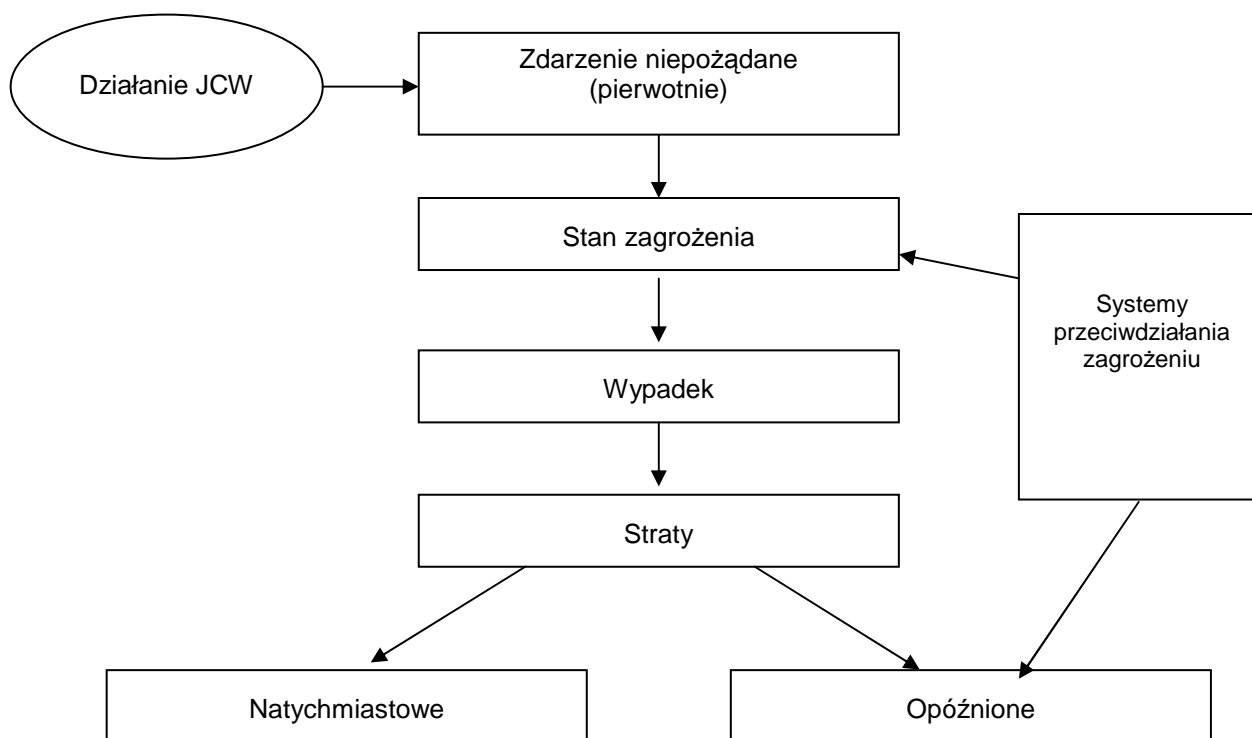 Działanie JCW
Zdarzenie niepożądane
(pierwotnie)
Stan zagrożenia
Systemy
przeciwdziałania
zagrożeniu
Wypadek
Straty
Natychmiastowe
Opóźnione